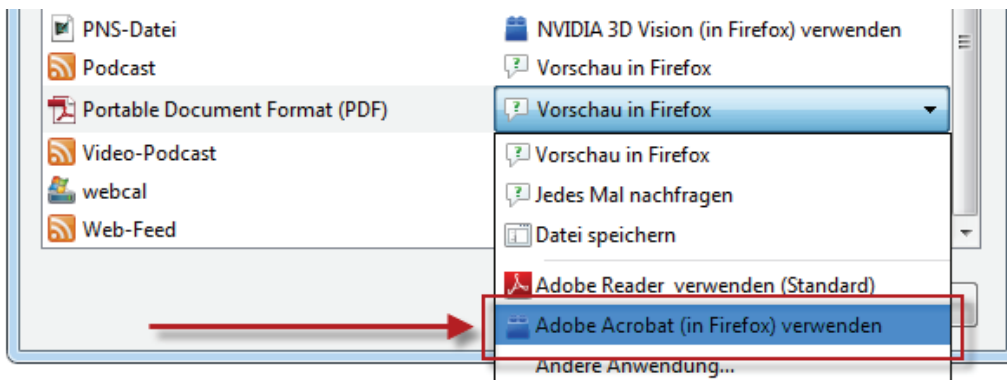 PNS-Datei NVIDIA 3D Vision (in Firefox) verwenden
Podcast Vorschau in Firefox
Portable Document Format (PDF) Vorschau in Firefox
Video-Podcast Vorschau in Firefox
webcal Jedes Mal nachfragen
Web-Feed Datei speichern
Adobe Reader verwenden (Standard)
Adobe Acrobat (in Firefox) verwenden
Andere Anwendung...